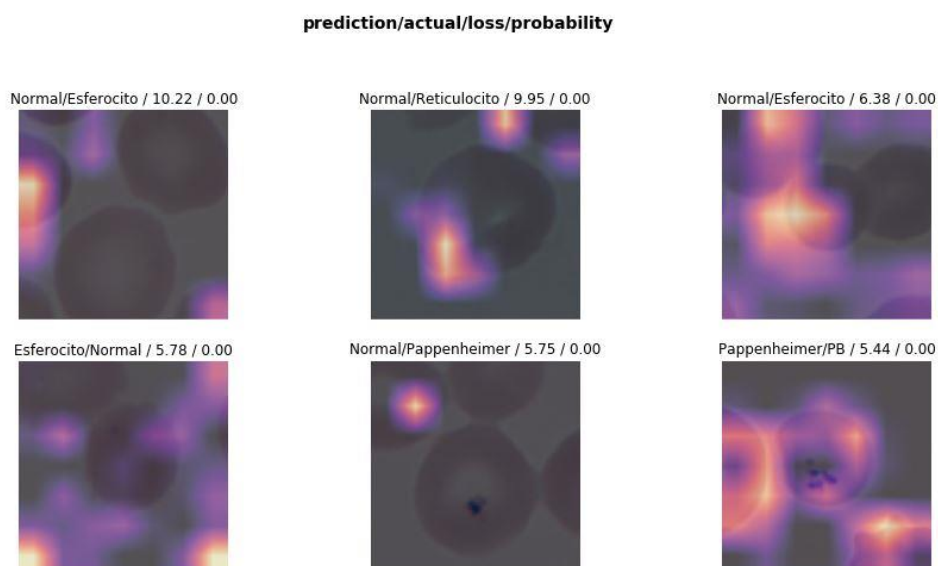 prediction/actual/loss/probability
Normal/Esferocito / 10.22 / 0.00
Normal/Reticulocito / 9.95 / 0.00
Normal/Esferocito / 6.38 / 0.00
Esferocito/Normal / 5.78 / 0.00
Normal/Pappenheimer / 5.75 / 0.00
Pappenheimer/PB / 5.44 / 0.00